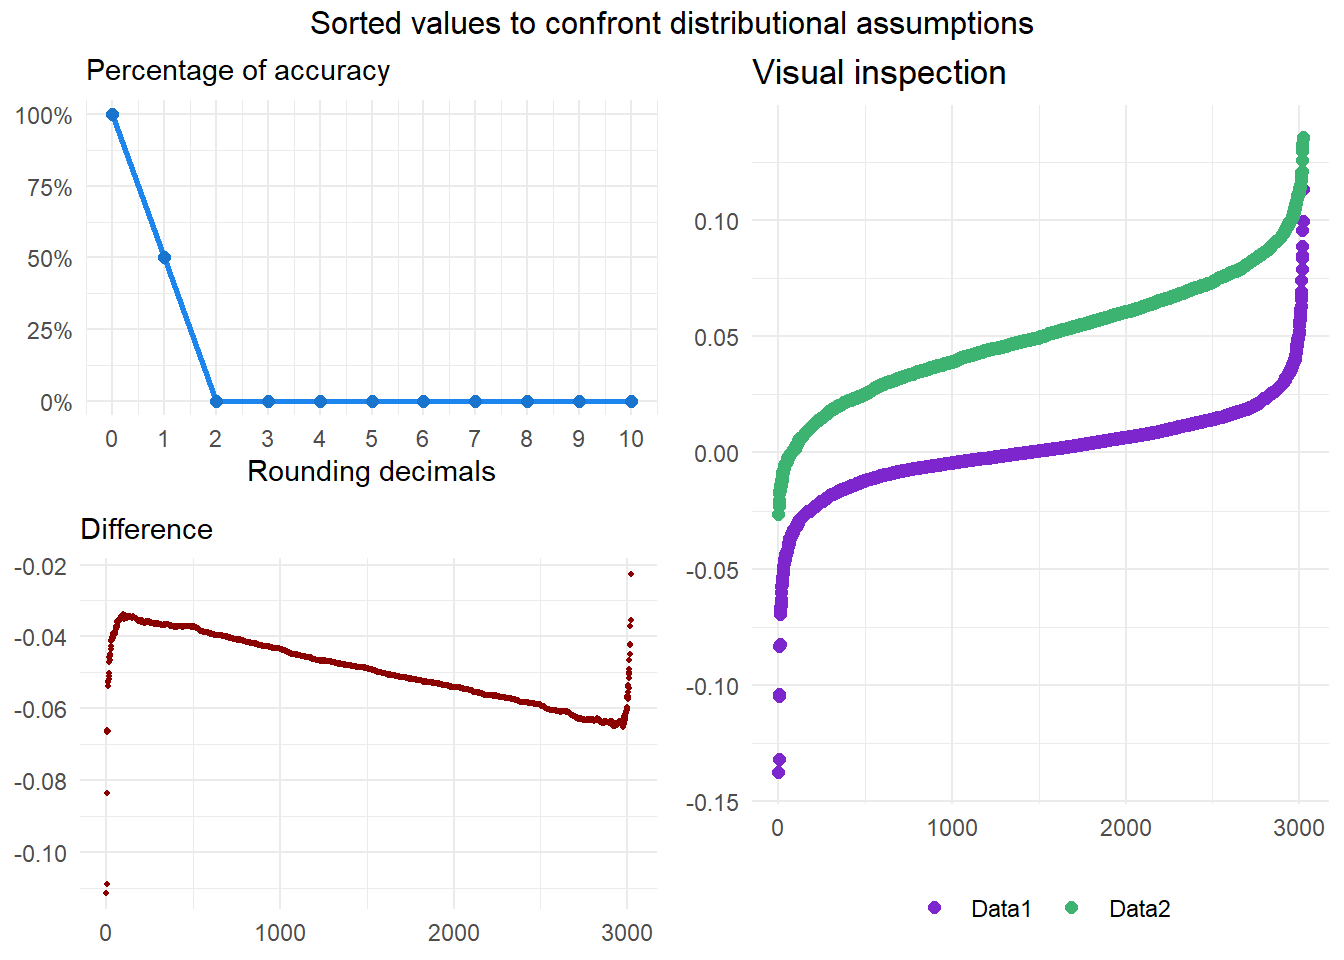 Sorted values to confront distributional assumptions
Percentage of accuracy
100%
75%
50%
25%
0%
0 1 2 3 4 5 6 7 8 9 10
Rounding decimals
Difference
-0.02
-0.04
-0.06
-0.08
-0.10
0 1000 2000 3000
Visual inspection
0.10
0.05
0.00
-0.05
-0.10
-0.15
0 1000 2000 3000
Data1 Data2